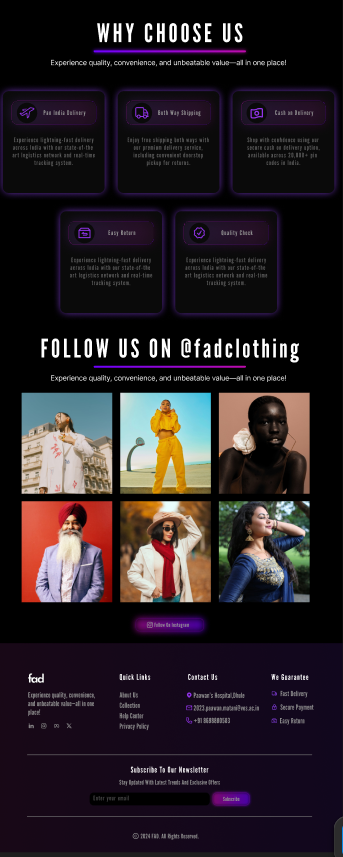 WHY CHOOSE US
Experience quality, convenience, and unbeatable value—all in one place!
Pan India Delivery
Experience lightning-fast delivery
across India with our state-of-the-
art logistics network and real-time
tracking system.
Both Way Shipping
Enjoy free shipping both ways with
our premium delivery service,
including convenient doorstep
pickup for returns.
Cash on Delivery
Shop with confidence using our
secure cash on delivery option,
available across 20,000+ pin
codes in India.
Easy Return
Experience lightning-fast delivery
across India with our state-of-the-
art logistics network and real-time
tracking system.
Quality Check
Experience lightning-fast delivery
across India with our state-of-the-
art logistics network and real-time
tracking system.
FOLLOW US ON @fadclothing
Experience quality, convenience, and unbeatable value—all in one place!
Follow On Instagram
fad
Experience quality, convenience,
and unbeatable value—all in one
place!
Quick Links
About Us
Collection
Help Center
Privacy Policy
Contact Us
Pawan's Hospital,Dhule
+91 8698880583
We Guarantee
Fast Delivery
Secure Payment
Easy Return
Subscribe To Our Newsletter
Stay Updated With Latest Trends And Exclusive Offers
Enter your email
Subscribe
© 2024 FAD. All Rights Reserved.